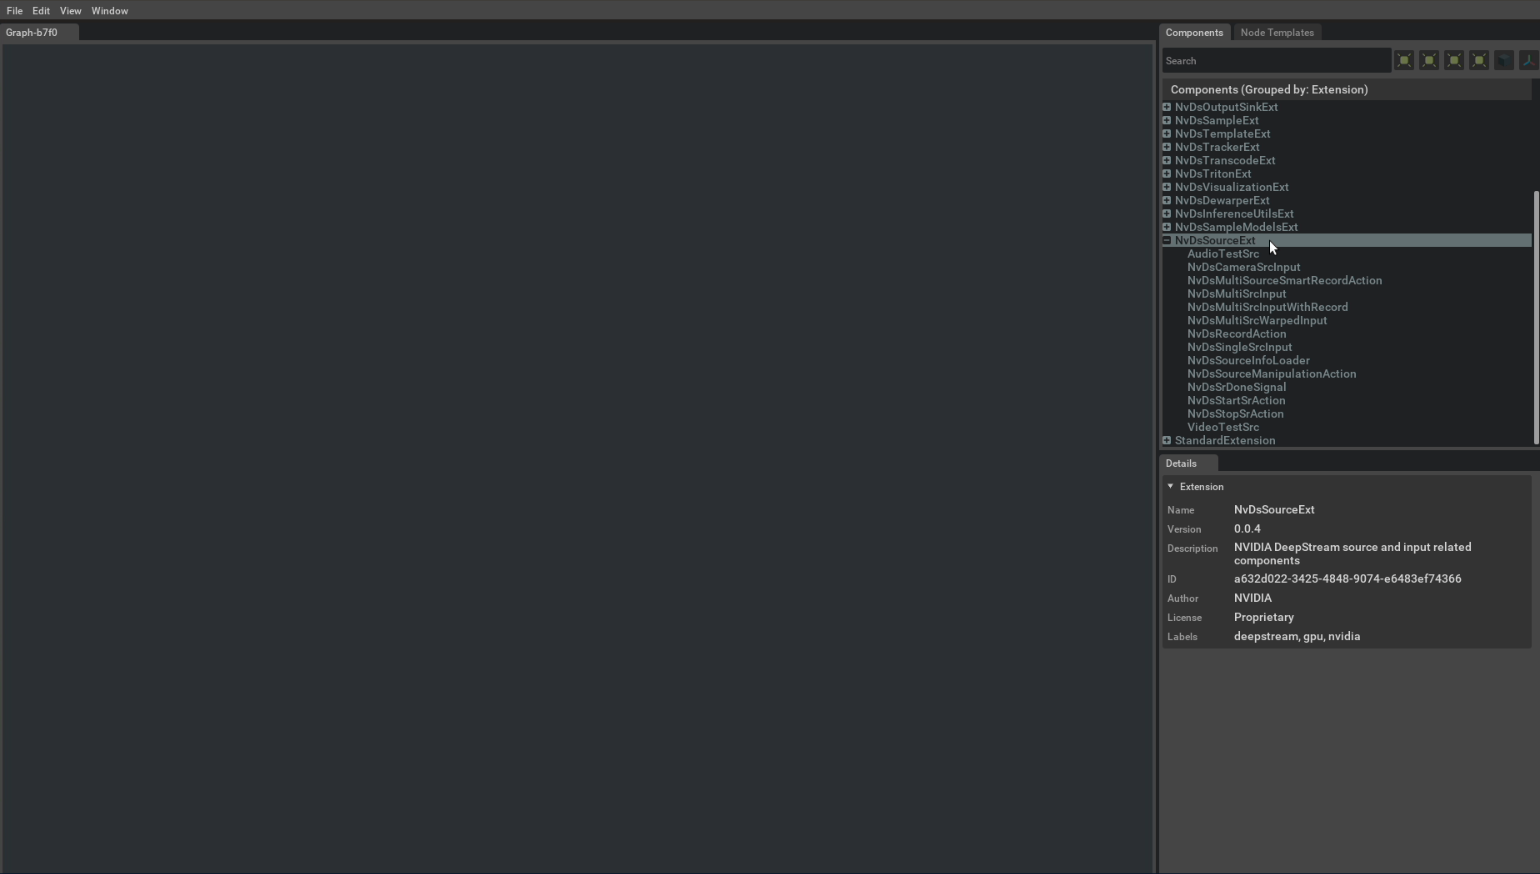 File Edit View Window
Graph-b7f0
Components Node Templates
Search
Components (Grouped by: Extension)
NvDsOutputSinkExt
NvDsSampleExt
NvDsTemplateExt
NvDsTrackerExt
NvDsTranscodeExt
NvDsTritonExt
NvDsVisualizationExt
NvDsDewarperExt
NvDsInferenceUtilsExt
NvDsSampleModelsExt
NvDsSourceExt
AudioTestSrc
NvDsCameraSrcInput
NvDsMultiSourceSmartRecordAction
NvDsMultiSrcInput
NvDsMultiSrcInputWithRecord
NvDsMultiSrcWarpedInput
NvDsRecordAction
NvDsSingleSrcInput
NvDsSourceInfoLoader
NvDsSourceManipulationAction
NvDsSrDoneSignal
NvDsStartSrAction
NvDsStopSrAction
VideoTestSrc
StandardExtension
Details
Extension
Name NvDsSourceExt
Version 0.0.4
Description NVIDIA DeepStream source and input related
components
ID a632d022-3425-4848-9074-e6483ef74366
Author NVIDIA
License Proprietary
Labels deepstream, gpu, nvidia